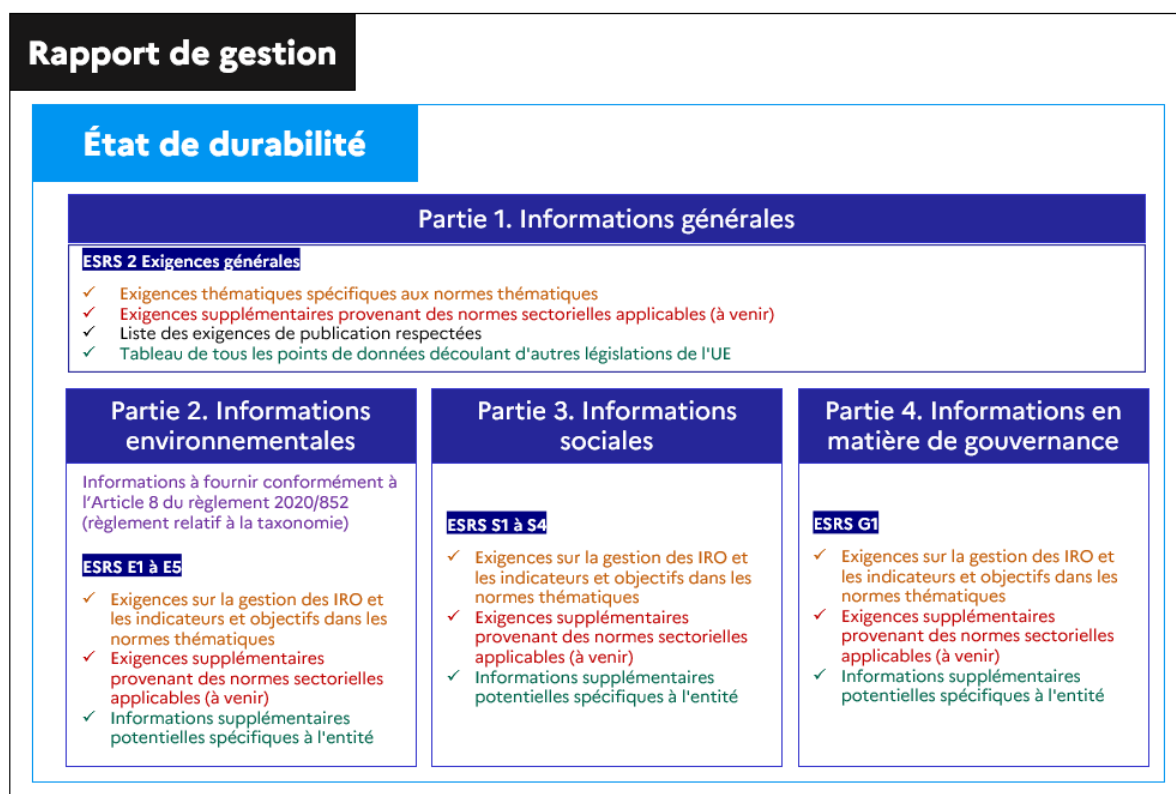 Rapport de gestion
État de durabilité
Partie 1. Informations générales
ESRS 2 Exigences générales
✓ Exigences thématiques spécifiques aux normes thématiques
✓ Exigences supplémentaires provenant des normes sectorielles applicables (à venir)
✓ Liste des exigences de publication respectées
✓ Tableau de tous les points de données découlant d'autres législations de l'UE
Partie 2. Informations
environnementales
Informations à fournir conformément à
l'Article 8 du règlement 2020/852
(règlement relatif à la taxonomie)
ESRS E1 à E5
✓ Exigences sur la gestion des IRO et
les indicateurs et objectifs dans les
normes thématiques
✓ Exigences supplémentaires
provenant des normes sectorielles
applicables (à venir)
✓ Informations supplémentaires
potentielles spécifiques à l'entité
Partie 3. Informations
sociales
ESRS S1 à S4
✓ Exigences sur la gestion des IRO et
les indicateurs et objectifs dans les
normes thématiques
✓ Exigences supplémentaires
provenant des normes sectorielles
applicables (à venir)
✓ Informations supplémentaires
potentielles spécifiques à l'entité
Partie 4. Informations en
matière de gouvernance
ESRS G1
✓ Exigences sur la gestion des IRO et
les indicateurs et objectifs dans les
normes thématiques
✓ Exigences supplémentaires
provenant des normes sectorielles
applicables (à venir)
✓ Informations supplémentaires
potentielles spécifiques à l'entité